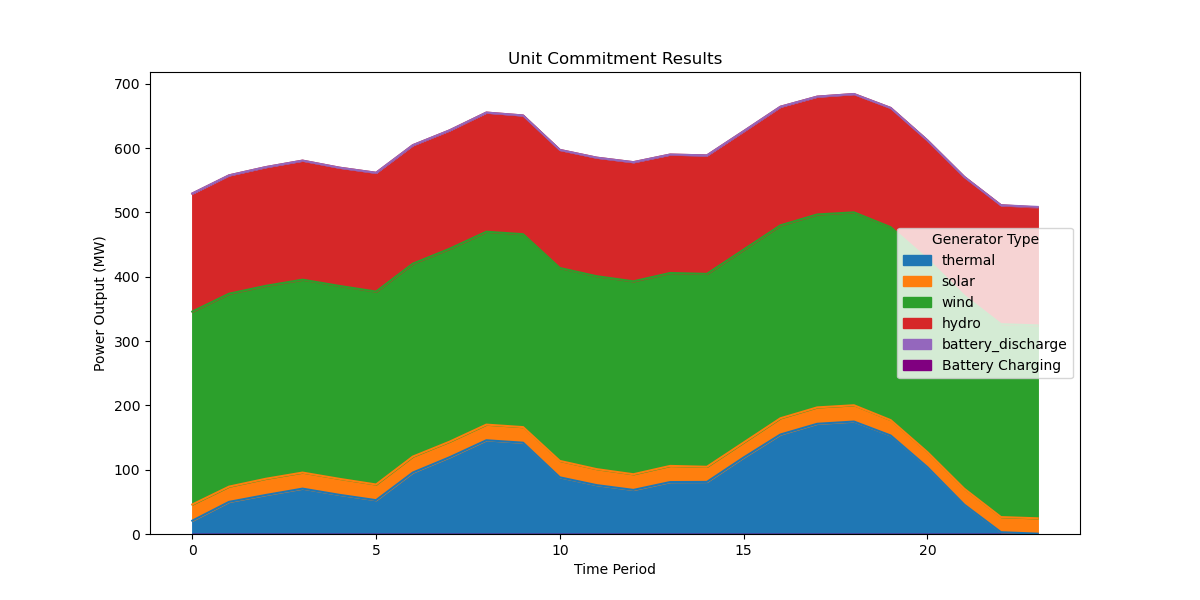 Unit Commitment Results
Power Output (MW)
700
600
500
400
300
200
100
0
Generator Type
thermal
solar
wind
hydro
battery_discharge
Battery Charging
0 5 10 15 20
Time Period